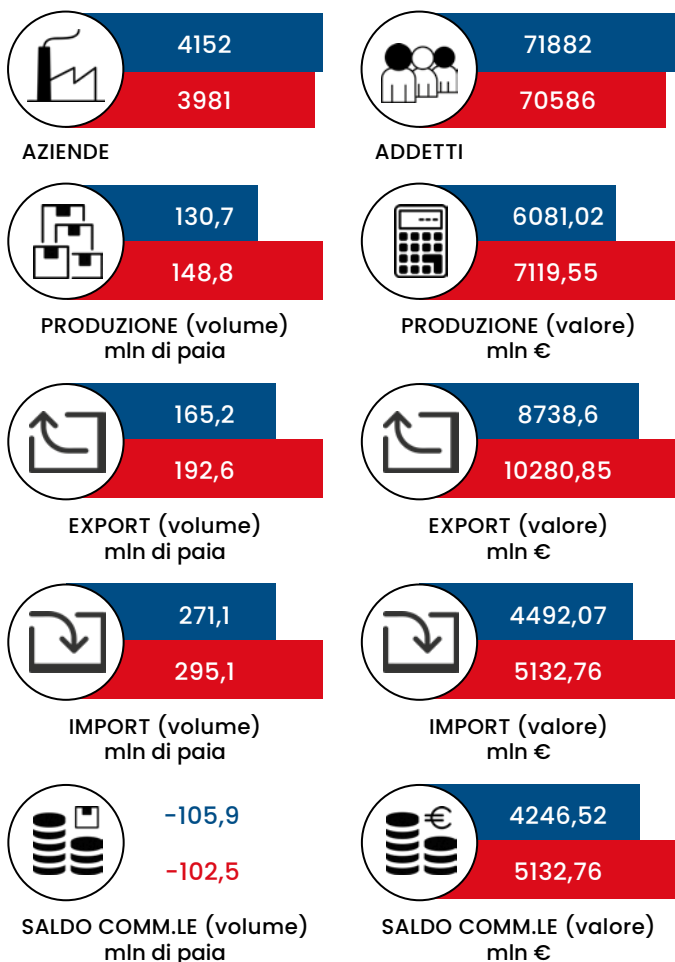 4152
3981
AZIENDE
71882
70586
ADDETTI
130,7
148,8
PRODUZIONE (volume)
mln di paia
6081,02
7119,55
PRODUZIONE (valore)
mln €
165,2
192,6
EXPORT (volume)
mln di paia
8738,6
10280,85
EXPORT (valore)
mln €
271,1
295,1
IMPORT (volume)
mln di paia
4492,07
5132,76
IMPORT (valore)
mln €
-105,9
-102,5
SALDO COMM.LE (volume)
mln di paia
€
4246,52
5132,76
SALDO COMM.LE (valore)
mln €